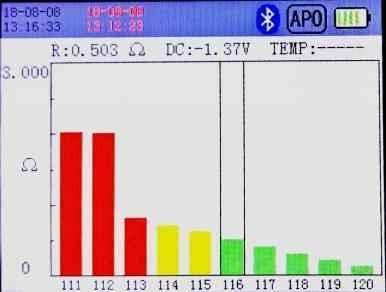 18-08-08 18-08-08 APO
13:16:33 13:12:23
R:0.503 Ω DC:-1.37V TEMP:-----
3.000
Ω
0
111 112 113 114 115 116 117 118 119 120